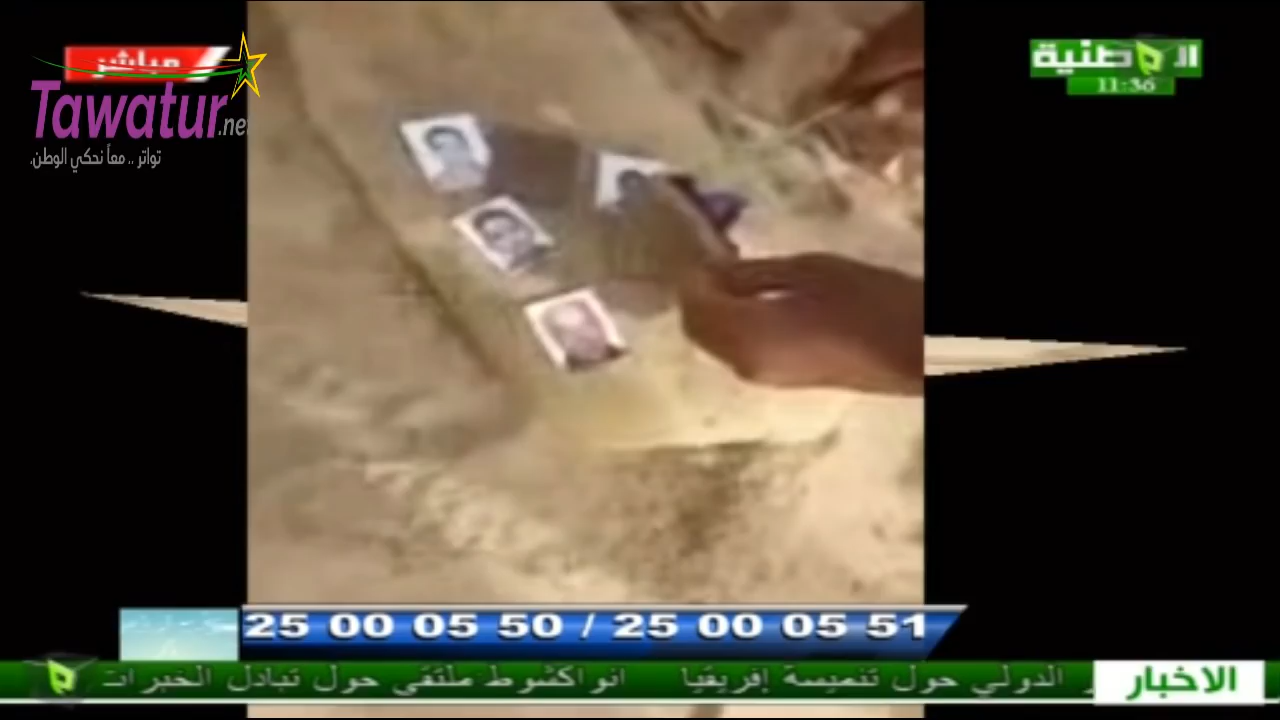 مباشر
الوطنية
11:36
Tawatur.net
تواتر .. معاً نحكي الوطن.
25 00 05 50 / 25 00 05 51
الاخبار
الدولي حول تنميسة إفريقيا انواكشوط ملتقى حول تبادل الخبرات